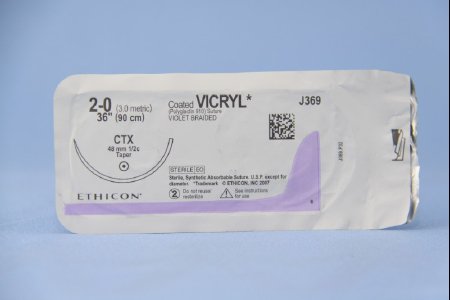 2-0 (3.0 metric)
36" (90 cm)
Coated VICRYL*
(Polyglactin 910) Suture
VIOLET BRAIDED
J369
CTX
48 mm 1/2c
Taper
STERILE EO
Sterile, Synthetic Absorbable Suture. U.S.P. except for
diameter. *Trademark © ETHICON, INC 2007
2 Do not reuse/
resterilize
See instructions
for use
ETHICON